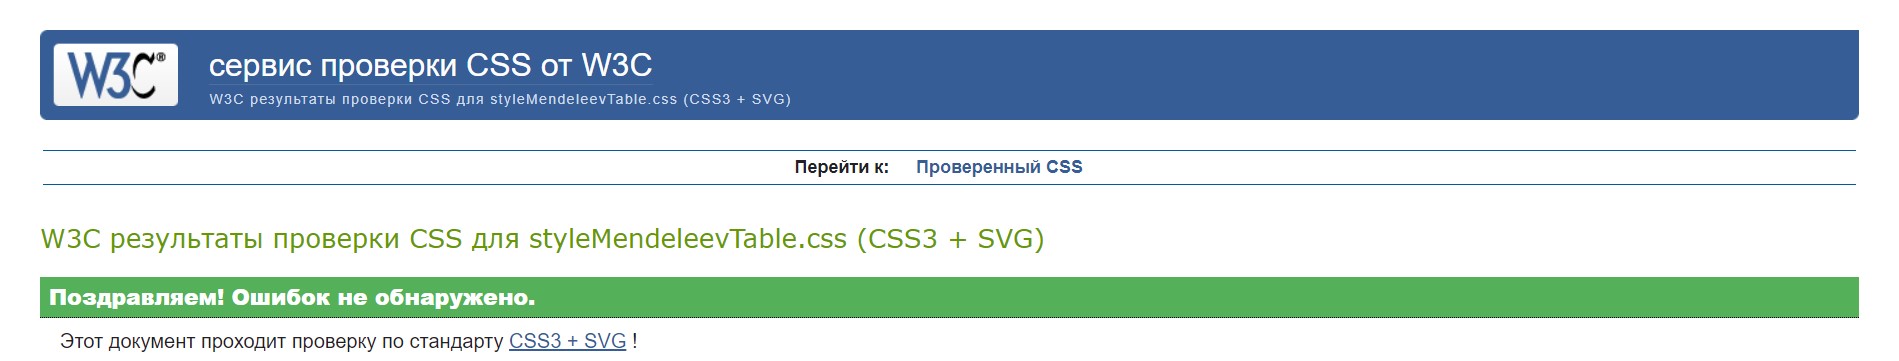 W3C®
сервис проверки CSS от W3C
W3C результаты проверки CSS для styleMendeleevTable.css (CSS3 + SVG)
Перейти к: Проверенный CSS
W3C результаты проверки CSS для styleMendeleevTable.css (CSS3 + SVG)
Поздравляем! Ошибок не обнаружено.
Этот документ проходит проверку по стандарту CSS3 + SVG !